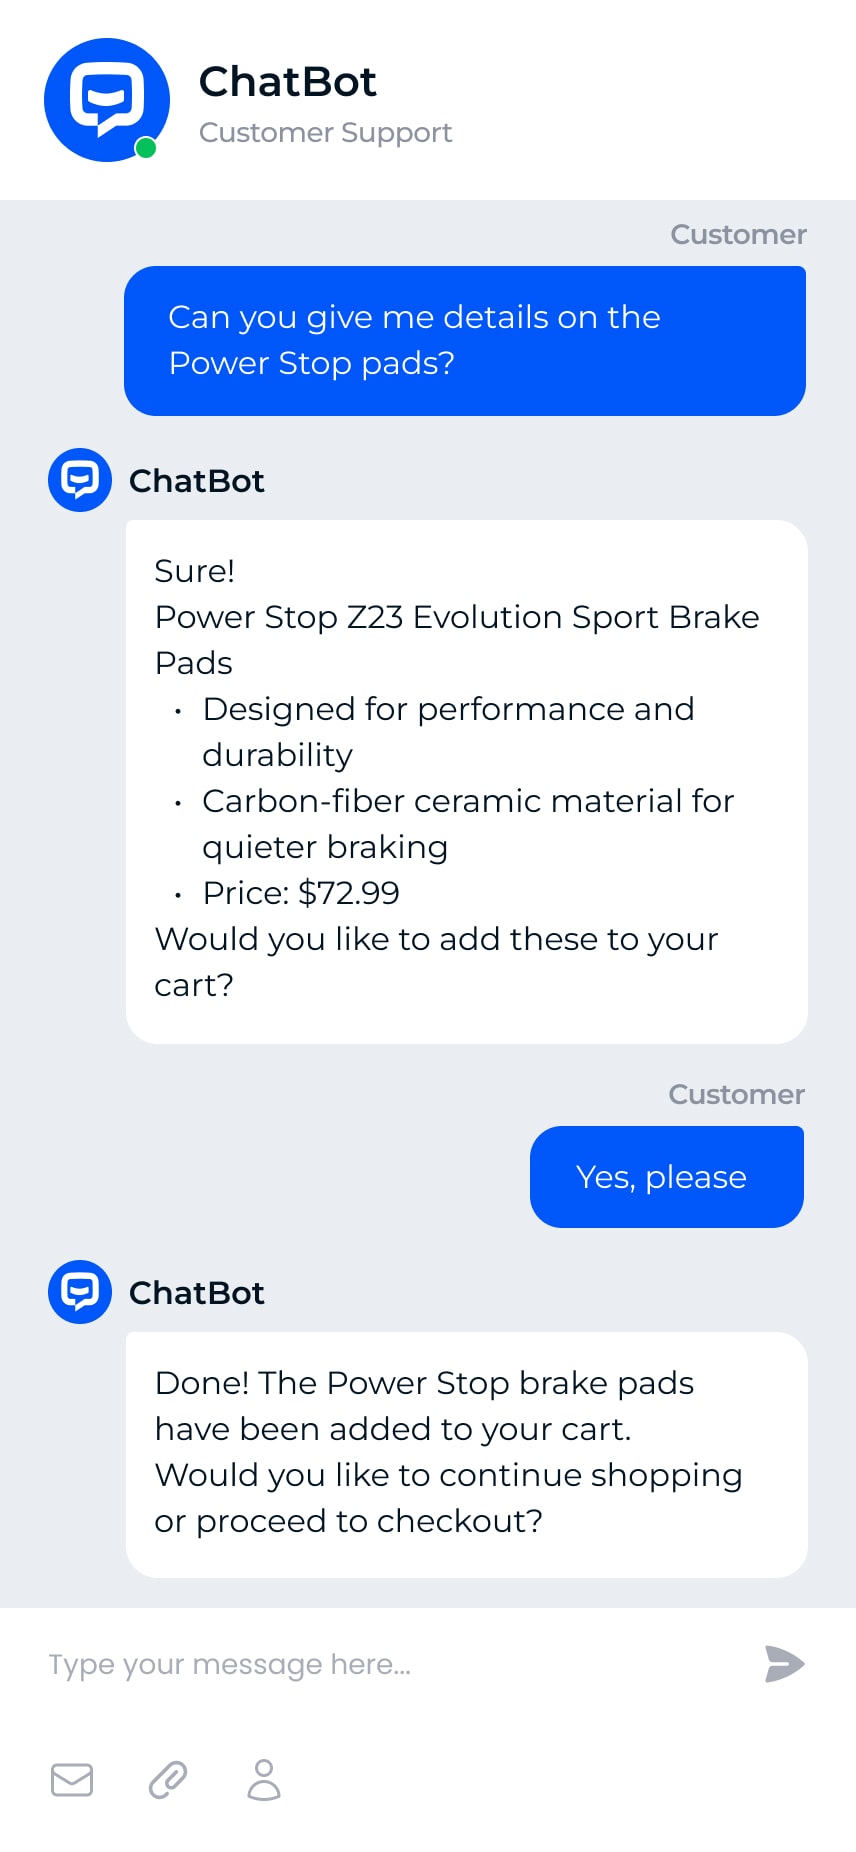 ChatBot
Customer Support
Customer
Can you give me details on the
Power Stop pads?
ChatBot
Sure!
Power Stop Z23 Evolution Sport Brake
Pads
• Designed for performance and
durability
• Carbon-fiber ceramic material for
quieter braking
• Price: $72.99
Would you like to add these to your
cart?
Customer
Yes, please
ChatBot
Done! The Power Stop brake pads
have been added to your cart.
Would you like to continue shopping
or proceed to checkout?
Type your message here...